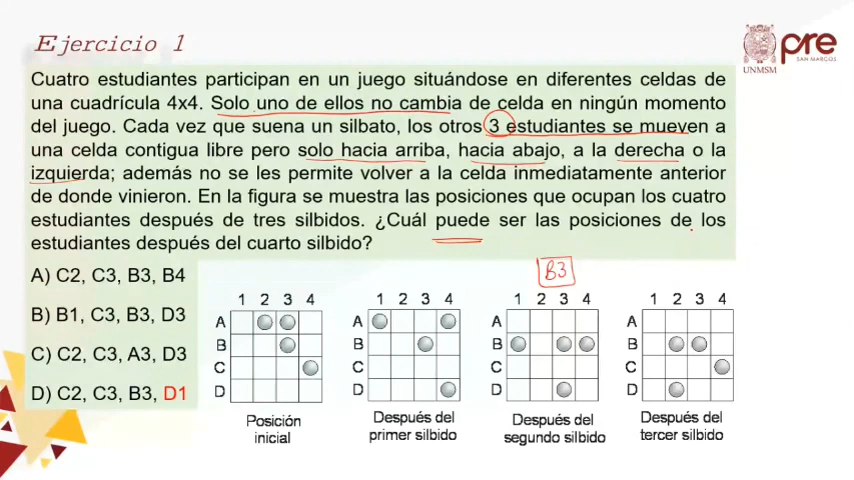 Ejercicio 1
UNMSM
pre
SAN MARCOS
Cuatro estudiantes participan en un juego situándose en diferentes celdas de
una cuadrícula 4x4. Solo uno de ellos no cambia de celda en ningún momento
del juego. Cada vez que suena un silbato, los otros 3 estudiantes se mueven a
una celda contigua libre pero solo hacia arriba, hacia abajo, a la derecha o la
izquierda; además no se les permite volver a la celda inmediatamente anterior
de donde vinieron. En la figura se muestra las posiciones que ocupan los cuatro
estudiantes después de tres silbidos. ¿Cuál puede ser las posiciones de los
estudiantes después del cuarto silbido?
A) C2, C3, B3, B4
B) B1, C3, B3, D3
C) C2, C3, A3, D3
D) C2, C3, B3, D1
B3
1 2 3 4
A
B
C
D
Posición
inicial
1 2 3 4
A
B
C
D
Después del
primer silbido
1 2 3 4
A
B
C
D
Después del
segundo silbido
1 2 3 4
A
B
C
D
Después del
tercer silbido